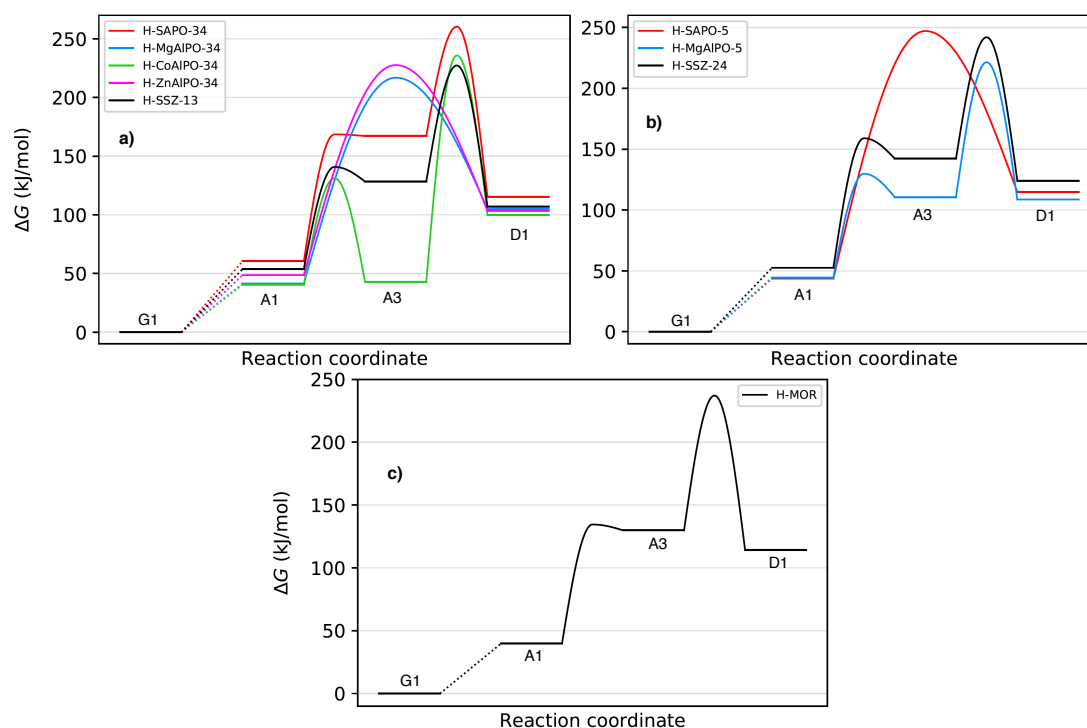 H-SAPO-34
H-MgAlPO-34
H-CoAlPO-34
H-ZnAlPO-34
H-SSZ-13
a)
250
200
150
100
50
0
ΔG (kJ/mol)
G1
A1
A3
D1
Reaction coordinate
H-SAPO-5
H-MgAlPO-5
H-SSZ-24
b)
250
200
150
100
50
0
G1
A1
A3
D1
Reaction coordinate
H-MOR
c)
250
200
150
100
50
0
ΔG (kJ/mol)
G1
A1
A3
D1
Reaction coordinate